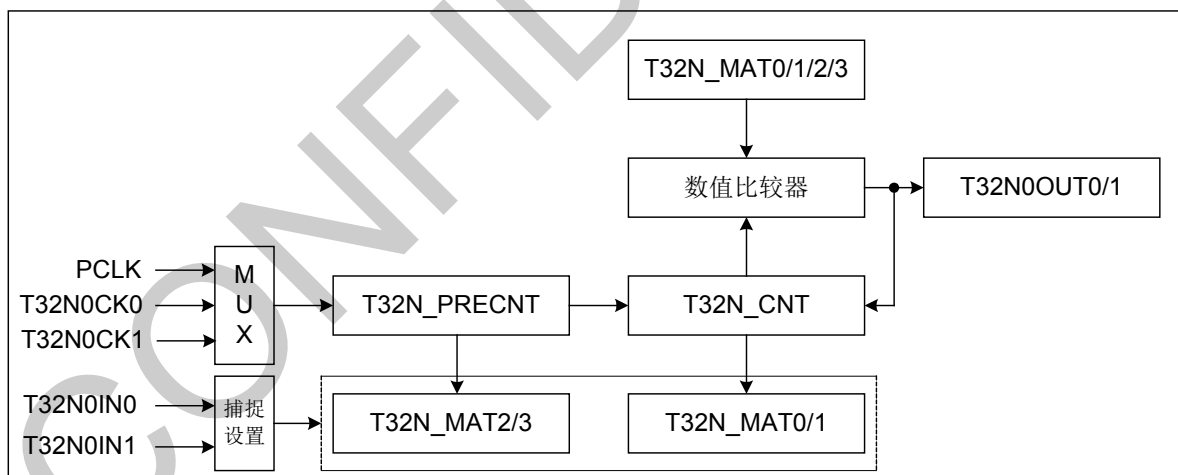 T32N_MAT0/1/2/3
数值比较器
T32N0OUT0/1
PCLK
T32N0CK0
T32N0CK1
M
U
X
T32N_PRECNT
T32N_CNT
T32N0IN0
T32N0IN1
捕捉
设置
T32N_MAT2/3
T32N_MAT0/1
CONFID